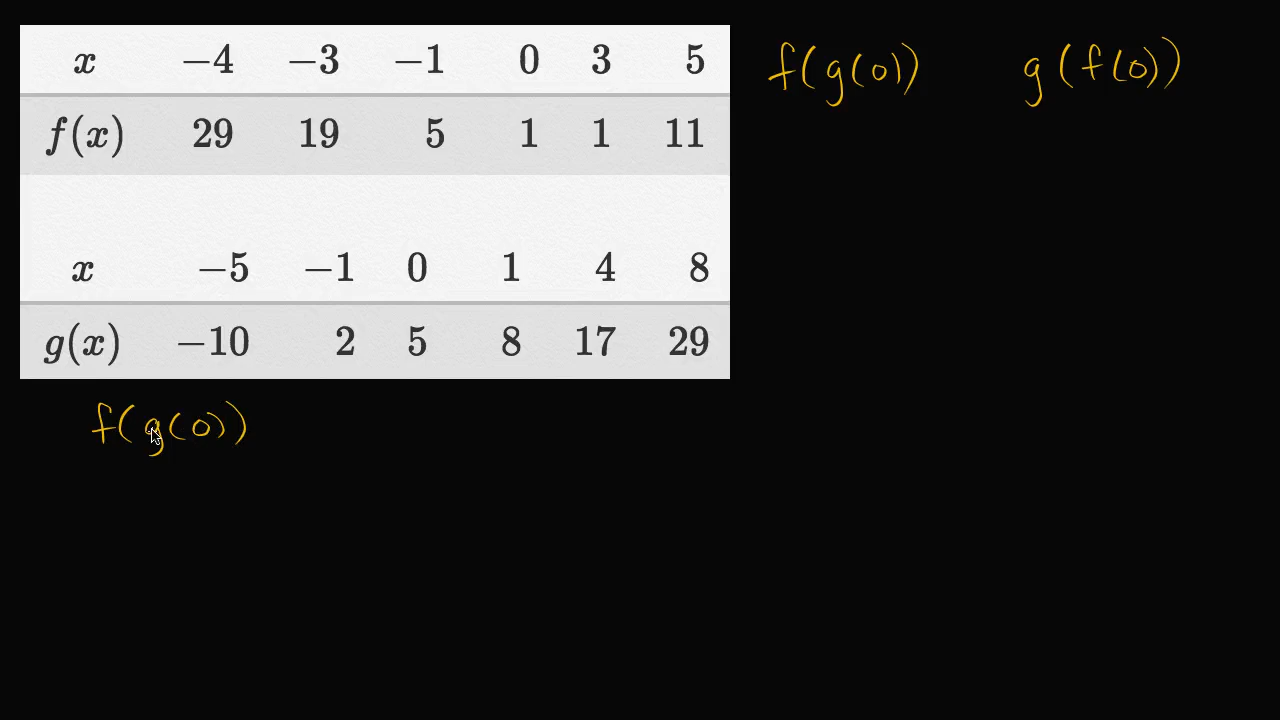 x −4 −3 −1 0 3 5
f(x) 29 19 5 1 1 11
x −5 −1 0 1 4 8
g(x) −10 2 5 8 17 29
f(g(0)) g(f(0))
f(g(0))